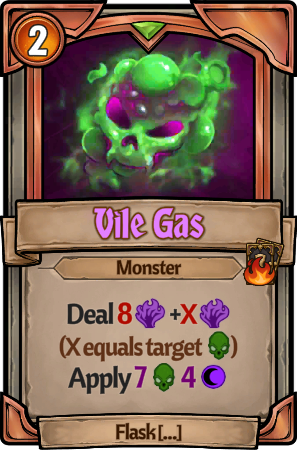 2
Vile Gas
Monster
Deal 8 +X
(X equals target )
Apply 7 4
Flask [...]